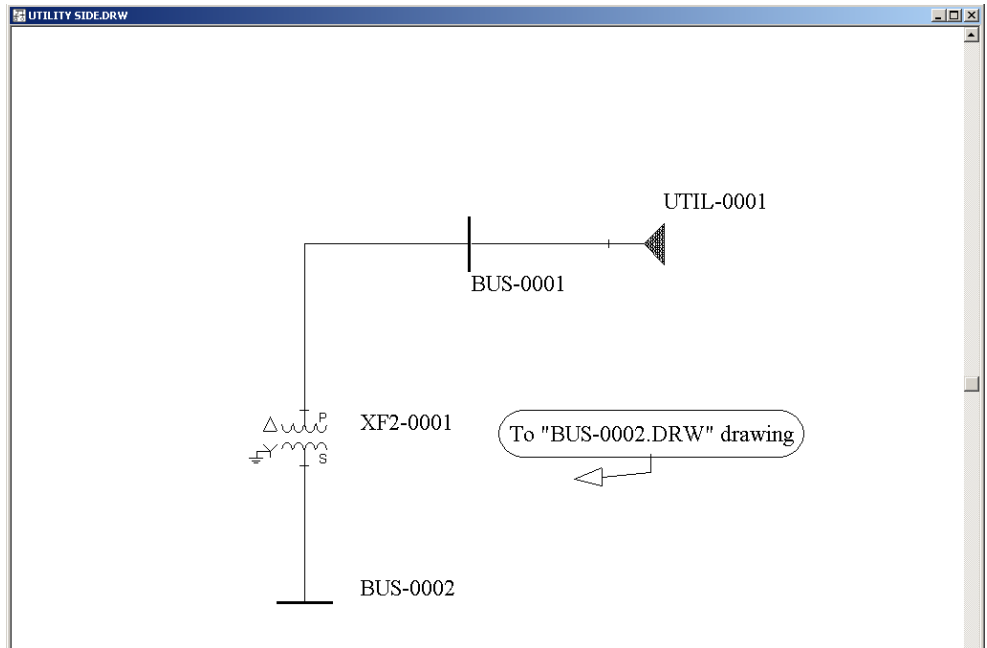 UTILITY SIDE.DRW
UTIL-0001
BUS-0001
P
XF2-0001
To "BUS-0002.DRW" drawing
S
BUS-0002